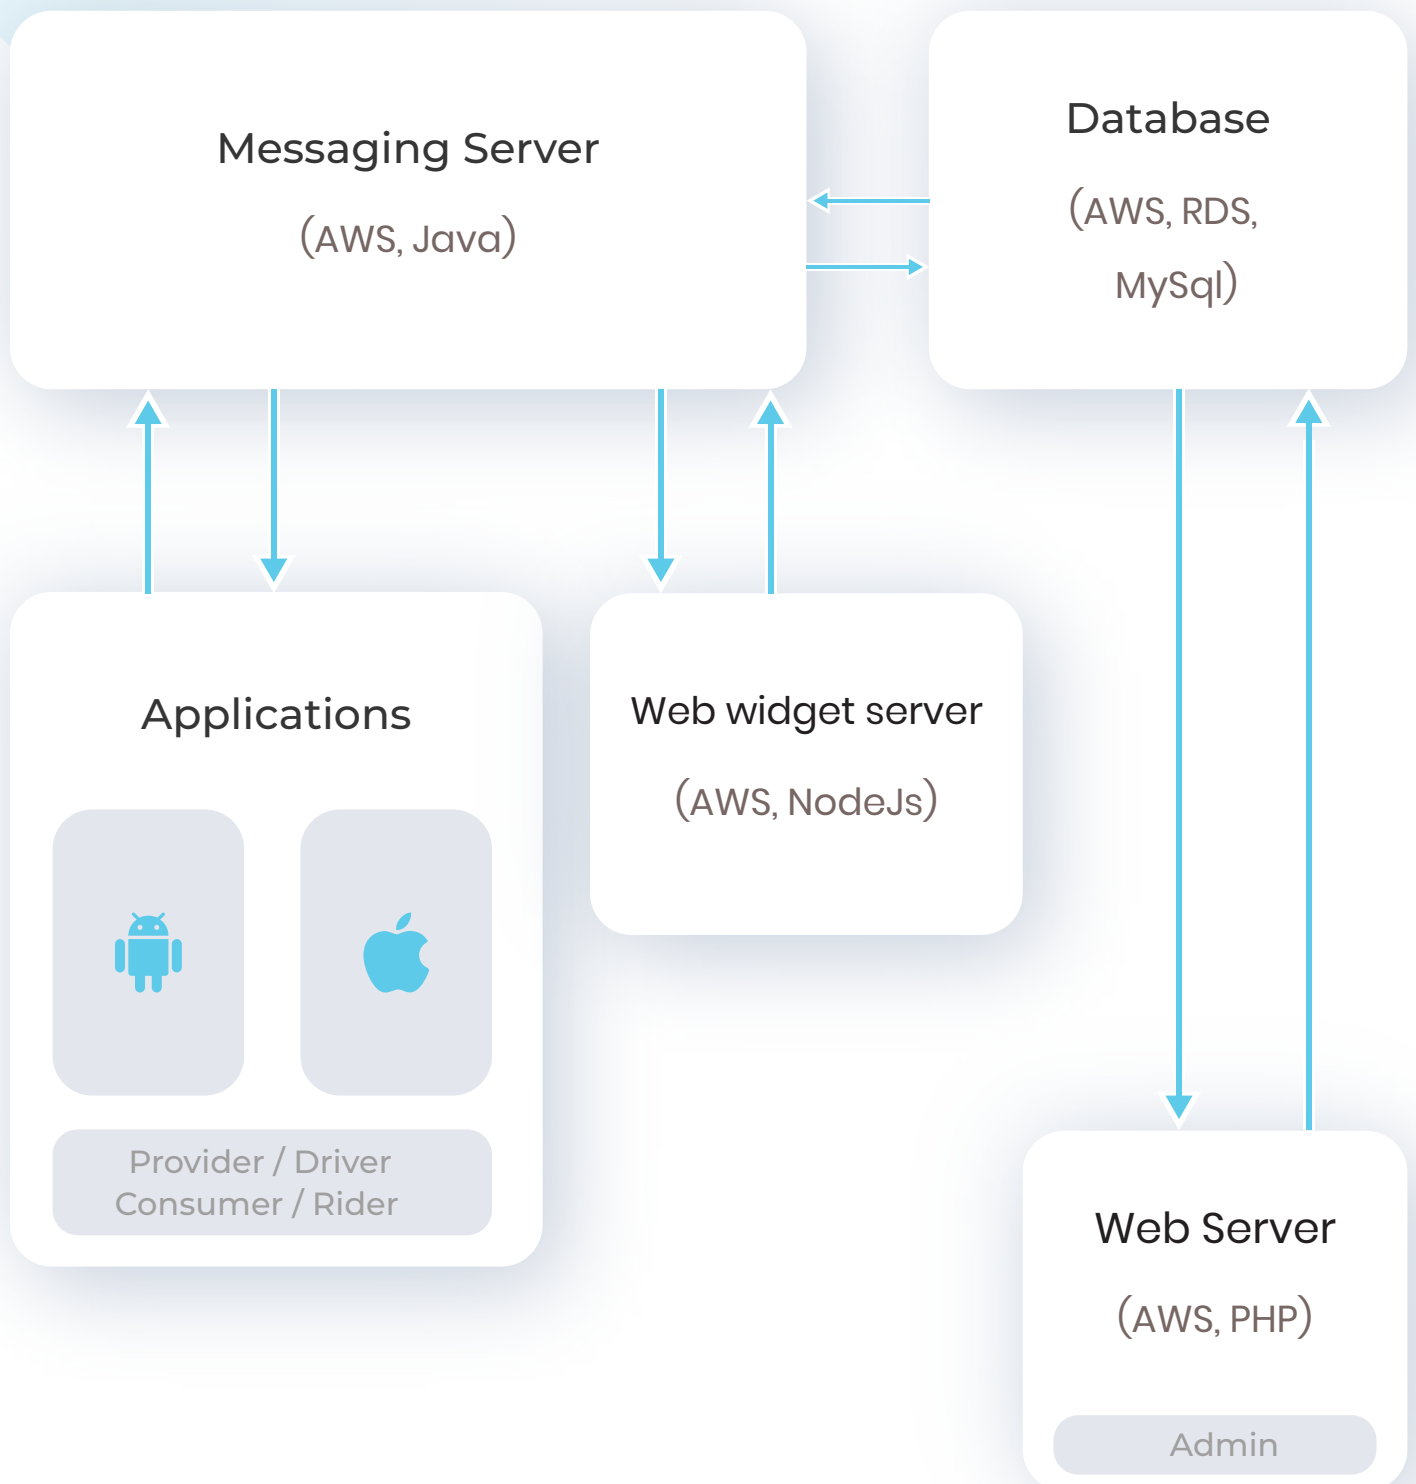 Messaging Server
(AWS, Java)
Database
(AWS, RDS,
MySql)
Applications
Provider / Driver
Consumer / Rider
Web widget server
(AWS, NodeJs)
Web Server
(AWS, PHP)
Admin